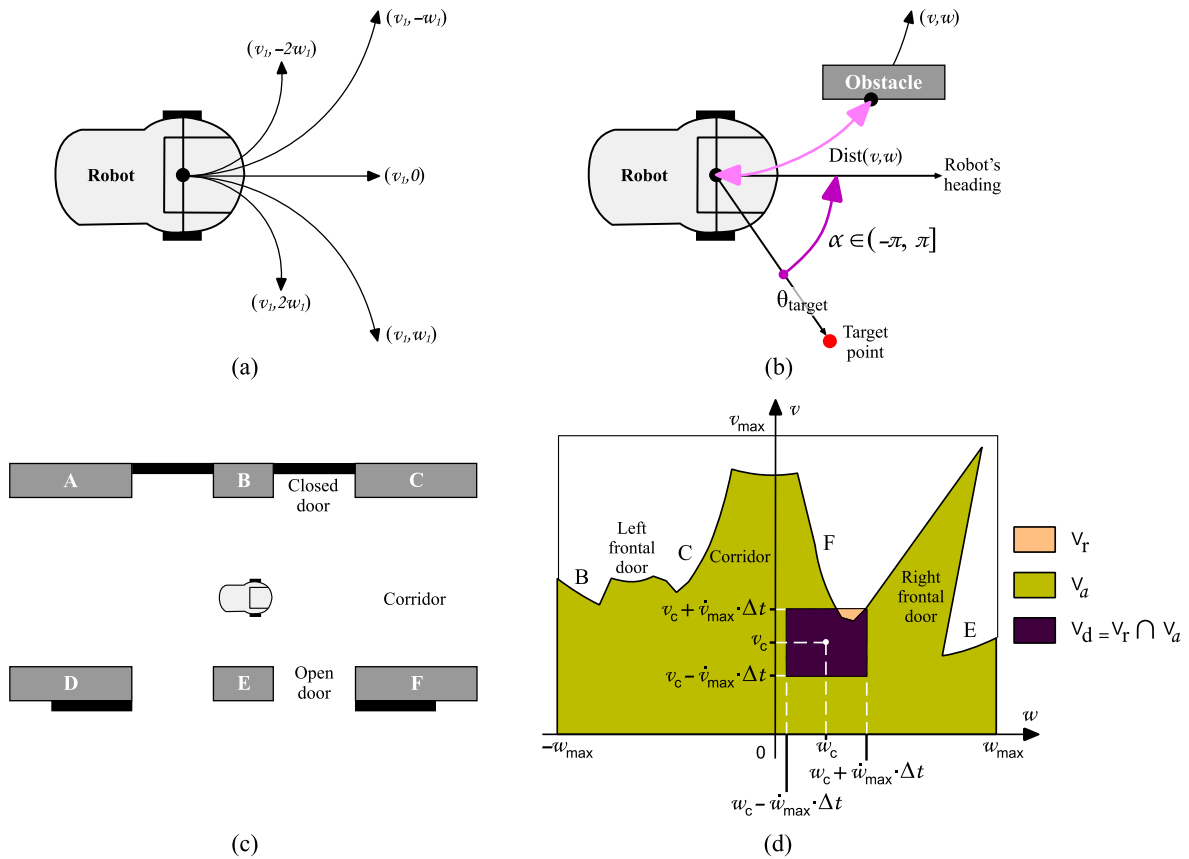 (v₁,–w₁)
(v₁,–2w₁)
Robot
(v₁,0)
(v₁,2w₁)
(v₁,w₁)
(a)
(v,w)
Obstacle
Dist(v,w)
Robot
Robot's
heading
α ∈ (–π, π]
θtarget
Target
point
(b)
A
B
C
Closed
door
Corridor
D
E
Open
door
F
(c)
v
vmax
Left
frontal
door
B
C
Corridor
F
Right
frontal
door
E
vc + v̇max·Δt
vc
vc – v̇max·Δt
w
–wmax
0
wc
wmax
wc + ẇmax·Δt
wc – ẇmax·Δt
Vr
Va
Vd = Vr ∩ Va
(d)